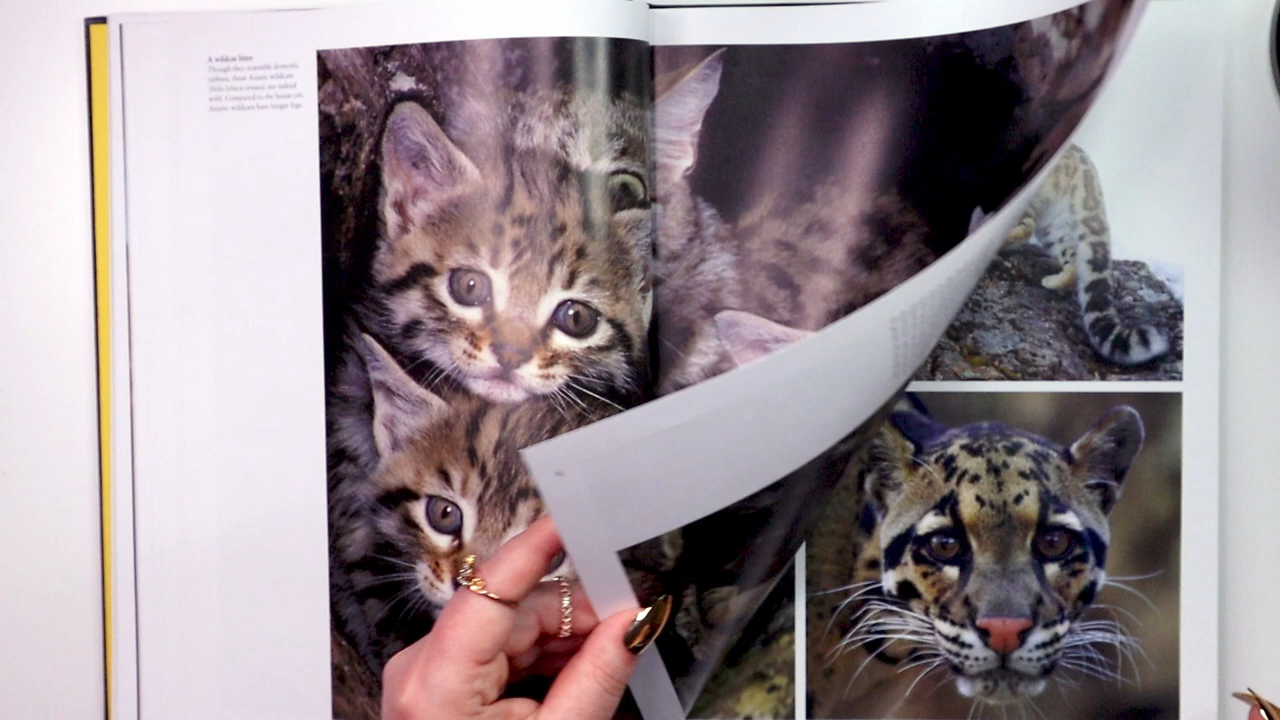 A wildcat litter
Though they resemble domestic
tabbies, these Asiatic wildcats
(Felis lybica ornata) are indeed
wild. Compared to the house cat,
Asiatic wildcats have longer legs.